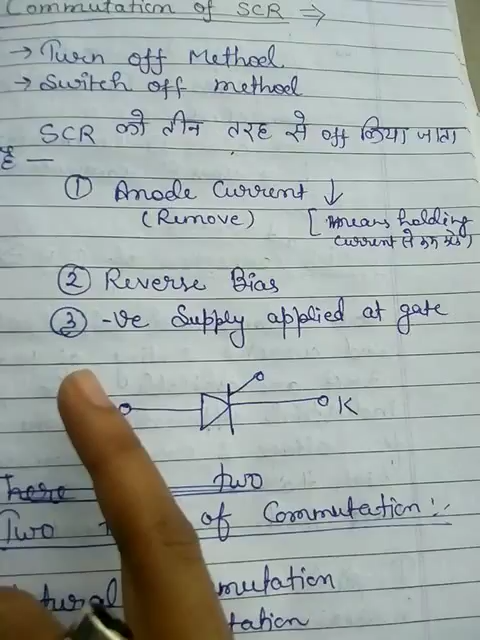 Commutation of SCR ⇒
→ Turn off Method
→ Switch off method
SCR को तीन तरह से off किया जाता
है —
① Anode Current ↓
(Remove) [means holding
current से कम करें)
② Reverse Bias
③ -ve Supply applied at gate
K
There two
Two of Commutation:-
mutation
tation